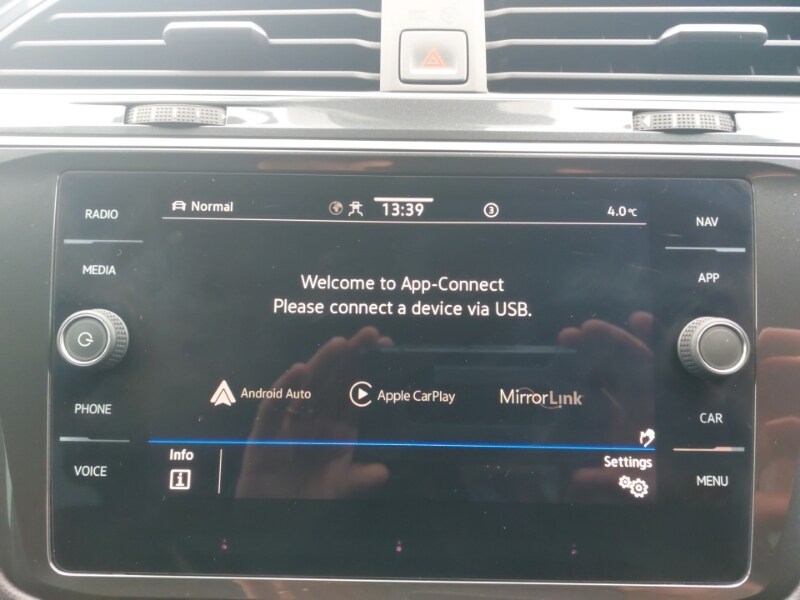 RADIO
MEDIA
PHONE
VOICE
Normal
13:39
3
4.0°C
Welcome to App-Connect
Please connect a device via USB.
Android Auto
Apple CarPlay
MirrorLink
Info
i
Settings
NAV
APP
CAR
MENU